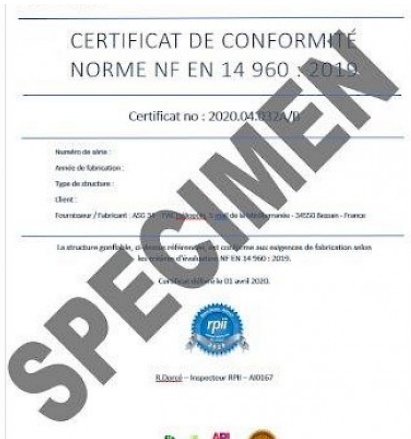 CERTIFICAT DE CONFORMITÉ
NORME NF EN 14 960 : 2019
Certificat no : 2020.04.032A/B
Numéro de série :
Année de fabrication :
Type de structure :
Client :
Fournisseur / Fabricant : ASG 34 - - 34550 Bessan - France
La structure gonflable, ci dessus référencée, est conforme aux exigences de fabrication selon
les critères d'évaluation NF EN 14 960 : 2019.
Certificat délivré le 01 avril 2020.
rpii
R.Dorcé – Inspecteur RPII – AI0167
SPECIMEN
API